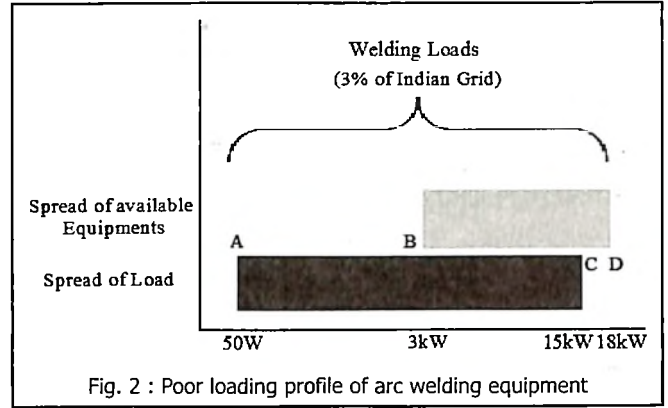 Welding Loads
(3% of Indian Grid)
Spread of available
Equipments
A
B
Spread of Load
C D
50W
3kW
15kW 18kW
Fig. 2 : Poor loading profile of arc welding equipment